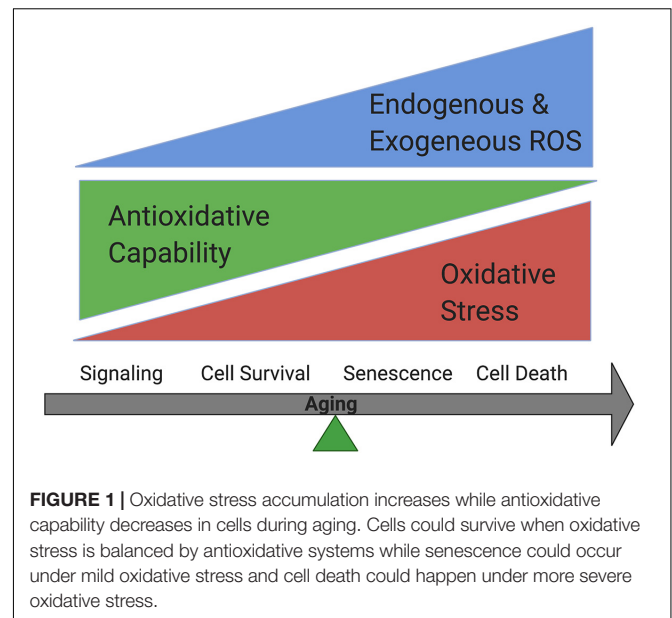 Endogenous &
Exogeneous ROS
Antioxidative
Capability
Oxidative
Stress
Signaling Cell Survival Senescence Cell Death
Aging
FIGURE 1 | Oxidative stress accumulation increases while antioxidative
capability decreases in cells during aging. Cells could survive when oxidative
stress is balanced by antioxidative systems while senescence could occur
under mild oxidative stress and cell death could happen under more severe
oxidative stress.